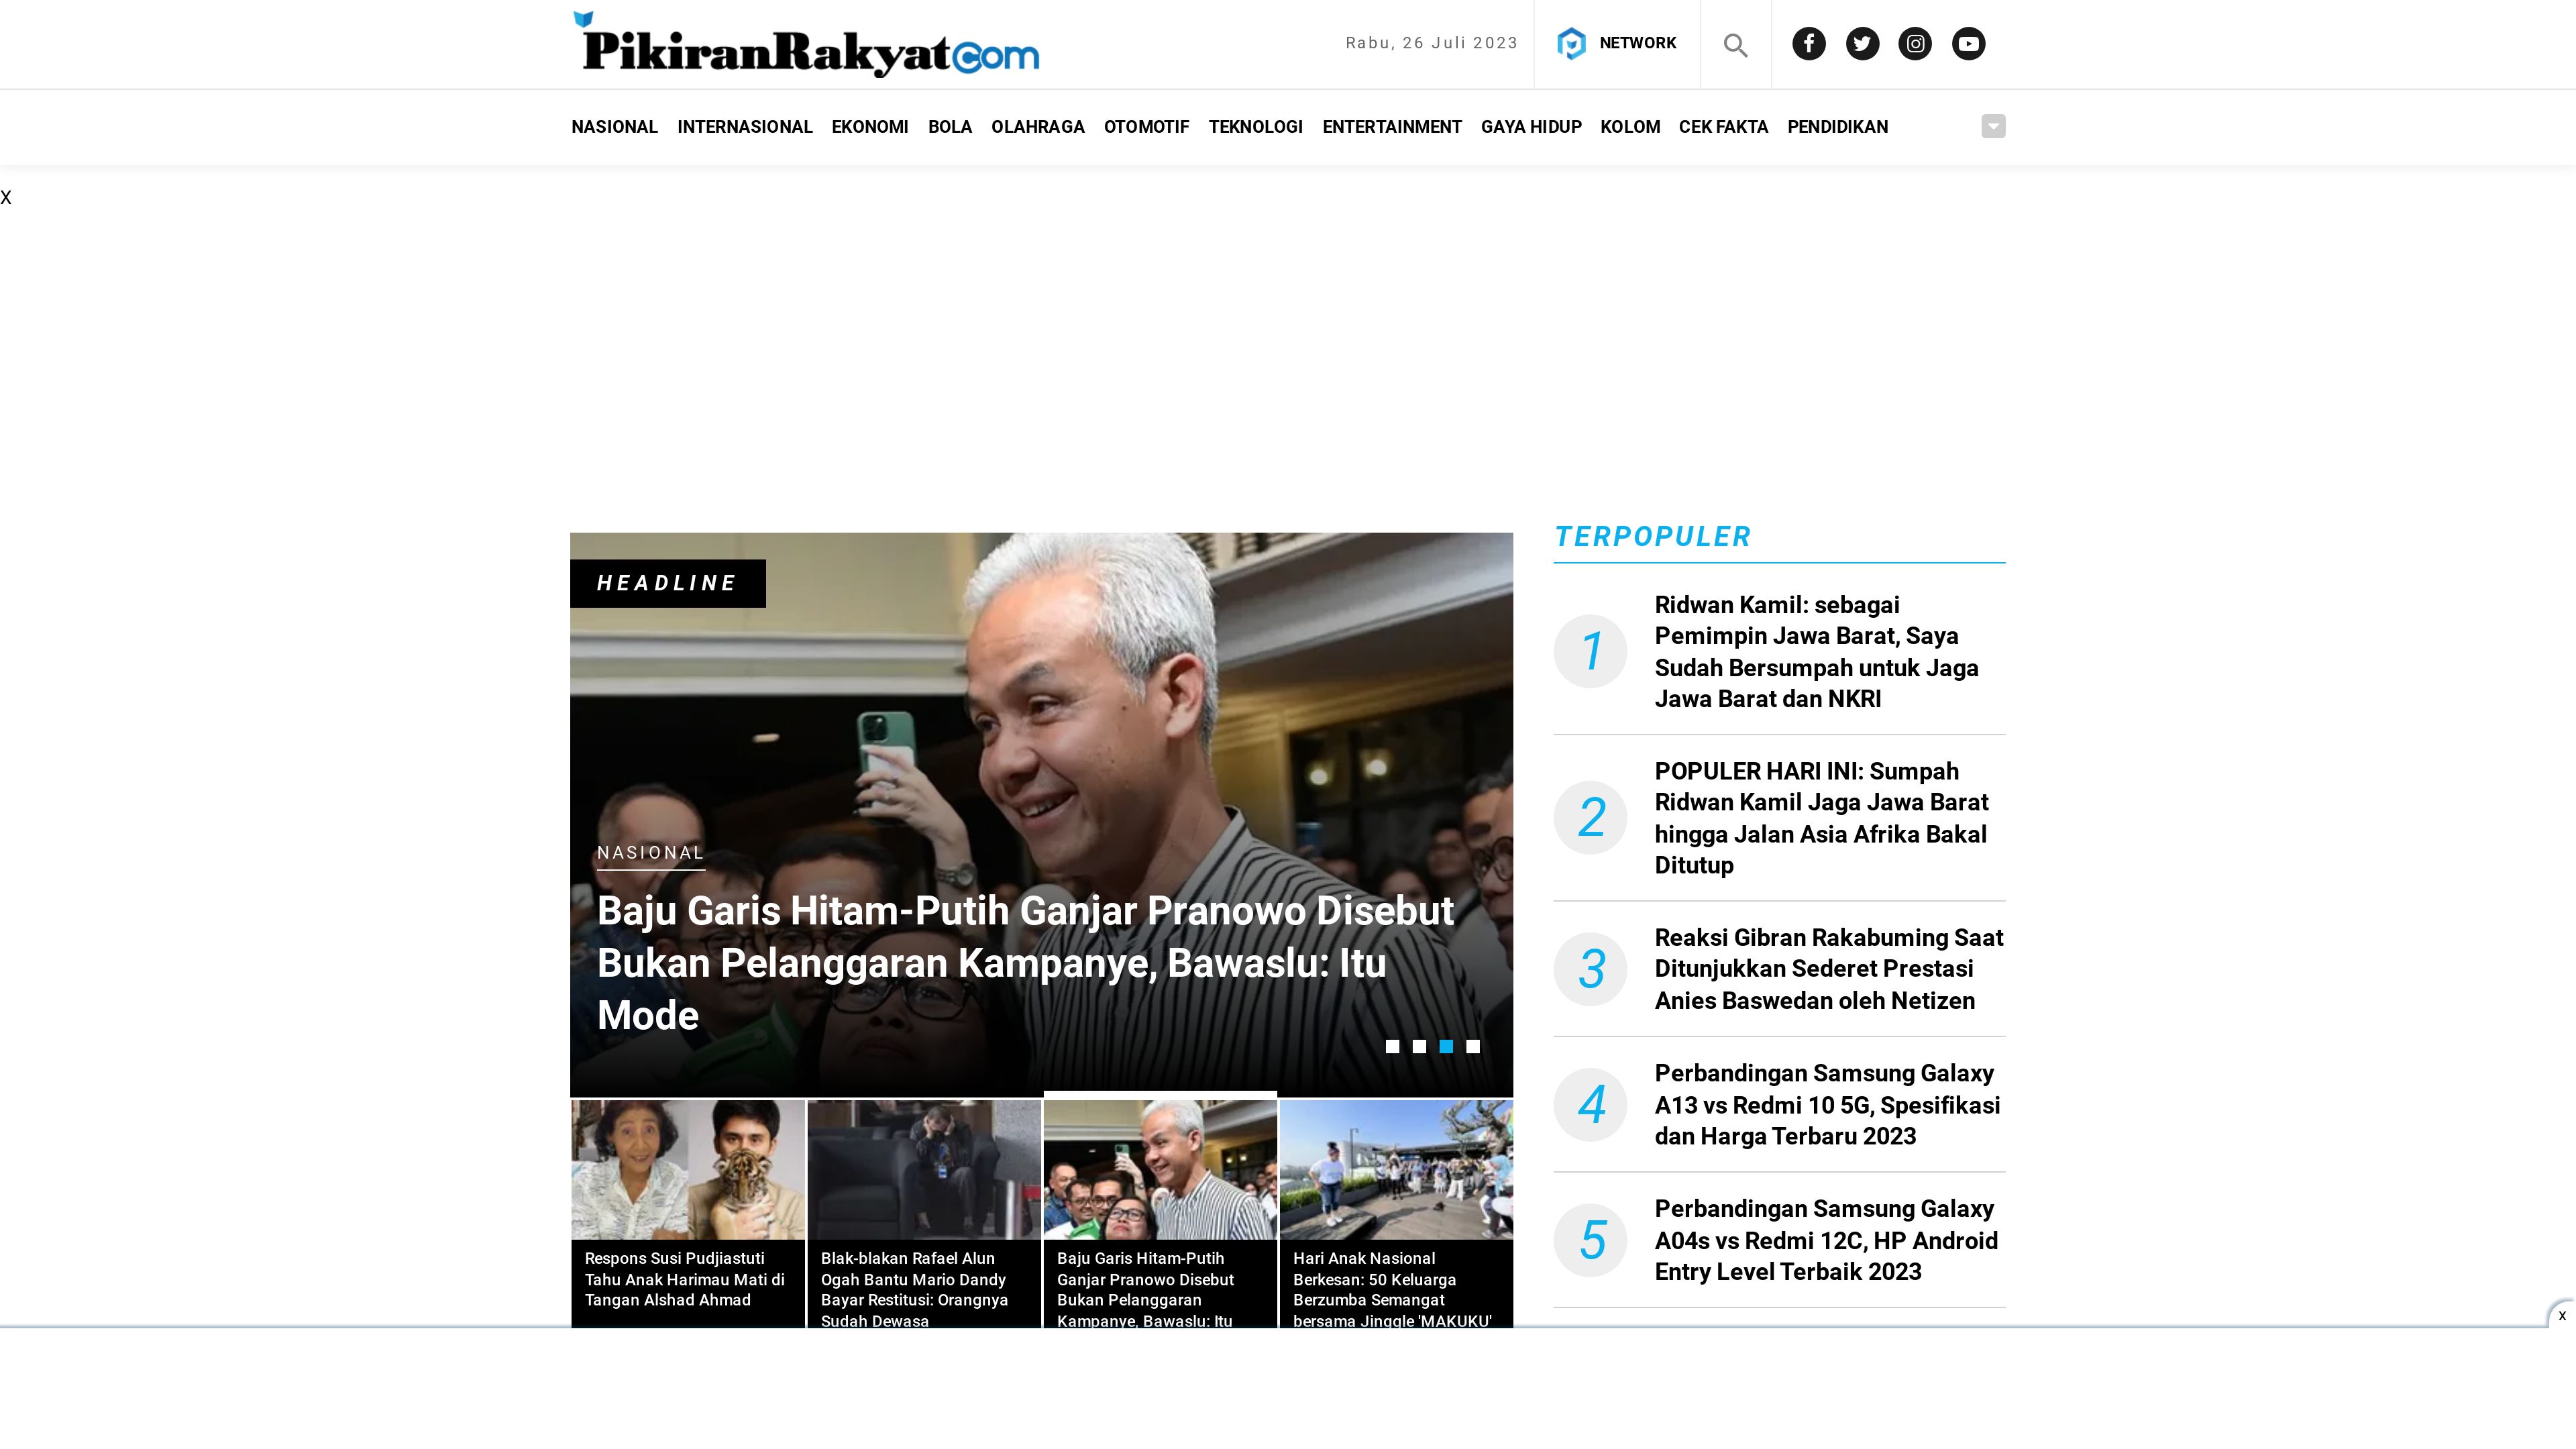 PikiranRakyat.com
Rabu, 26 Juli 2023
NETWORK
NASIONAL INTERNASIONAL EKONOMI BOLA OLAHRAGA OTOMOTIF TEKNOLOGI ENTERTAINMENT GAYA HIDUP KOLOM CEK FAKTA PENDIDIKAN
X
HEADLINE
NASIONAL
Baju Garis Hitam-Putih Ganjar Pranowo Disebut
Bukan Pelanggaran Kampanye, Bawaslu: Itu
Mode
Respons Susi Pudjiastuti
Tahu Anak Harimau Mati di
Tangan Alshad Ahmad
Blak-blakan Rafael Alun
Ogah Bantu Mario Dandy
Bayar Restitusi: Orangnya
Sudah Dewasa
Baju Garis Hitam-Putih
Ganjar Pranowo Disebut
Bukan Pelanggaran
Kampanye, Bawaslu: Itu
Hari Anak Nasional
Berkesan: 50 Keluarga
Berzumba Semangat
bersama Jinggle 'MAKUKU'
TERPOPULER
1
Ridwan Kamil: sebagai
Pemimpin Jawa Barat, Saya
Sudah Bersumpah untuk Jaga
Jawa Barat dan NKRI
2
POPULER HARI INI: Sumpah
Ridwan Kamil Jaga Jawa Barat
hingga Jalan Asia Afrika Bakal
Ditutup
3
Reaksi Gibran Rakabuming Saat
Ditunjukkan Sederet Prestasi
Anies Baswedan oleh Netizen
4
Perbandingan Samsung Galaxy
A13 vs Redmi 10 5G, Spesifikasi
dan Harga Terbaru 2023
5
Perbandingan Samsung Galaxy
A04s vs Redmi 12C, HP Android
Entry Level Terbaik 2023
x